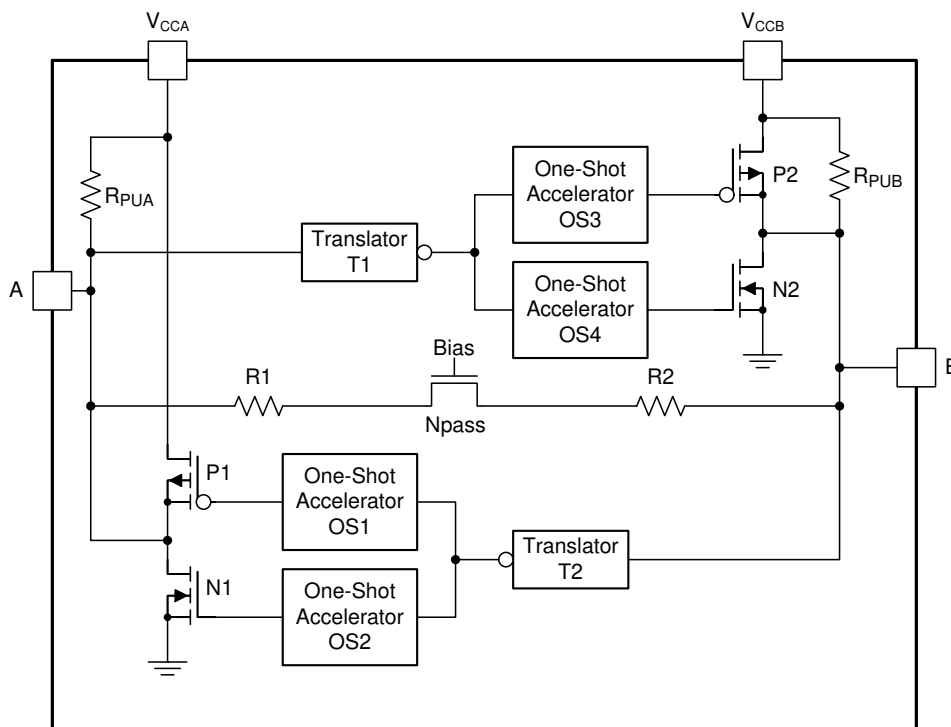 VCCA
VCCB
RPUA
One-Shot
Accelerator
OS3
P2
RPUB
Translator
T1
A
One-Shot
Accelerator
OS4
N2
Bias
R1
R2
Npass
P1
One-Shot
Accelerator
OS1
Translator
T2
N1
One-Shot
Accelerator
OS2